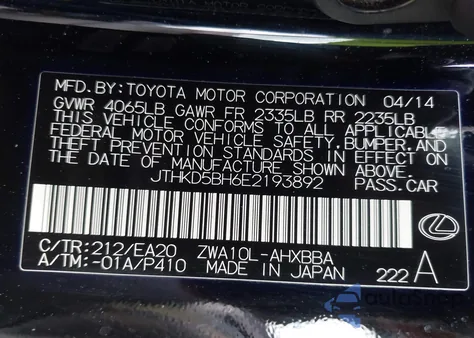 MFD.BY:TOYOTA MOTOR CORPORATION 04/14
GVWR 4065LB GAWR FR 2335LB RR 2235LB
THIS VEHICLE CONFORMS TO ALL APPLICABLE
FEDERAL MOTOR VEHICLE SAFETY,BUMPER,AND
THEFT PREVENTION STANDARDS IN EFFECT ON
THE DATE OF MANUFACTURE SHOWN ABOVE.
JTHKD5BH6E2193892 PASS.CAR
C/TR:212/EA20 ZWA10L-AHXBBA
A/TM:-01A/P410 MADE IN JAPAN 222 A
AutoShop